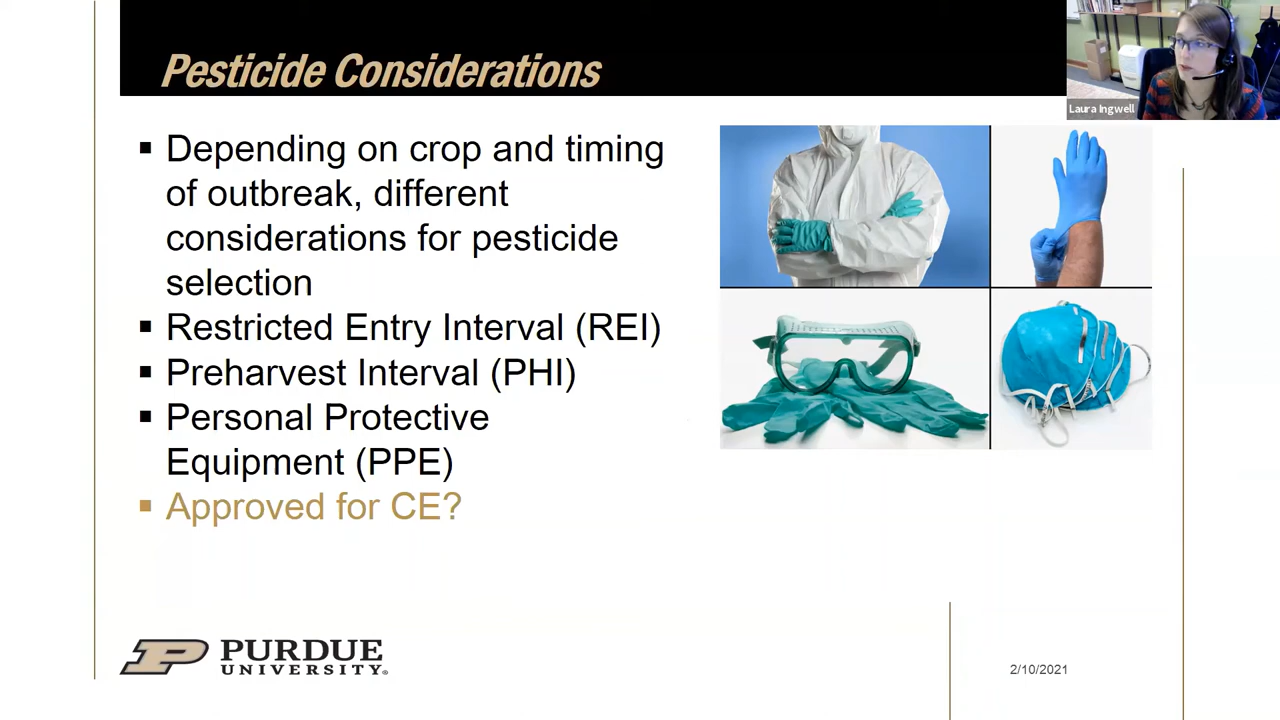 Pesticide Considerations
Laura Ingwell
▪ Depending on crop and timing
of outbreak, different
considerations for pesticide
selection
▪ Restricted Entry Interval (REI)
▪ Preharvest Interval (PHI)
▪ Personal Protective
Equipment (PPE)
▪ Approved for CE?
PURDUE
UNIVERSITY®
2/10/2021